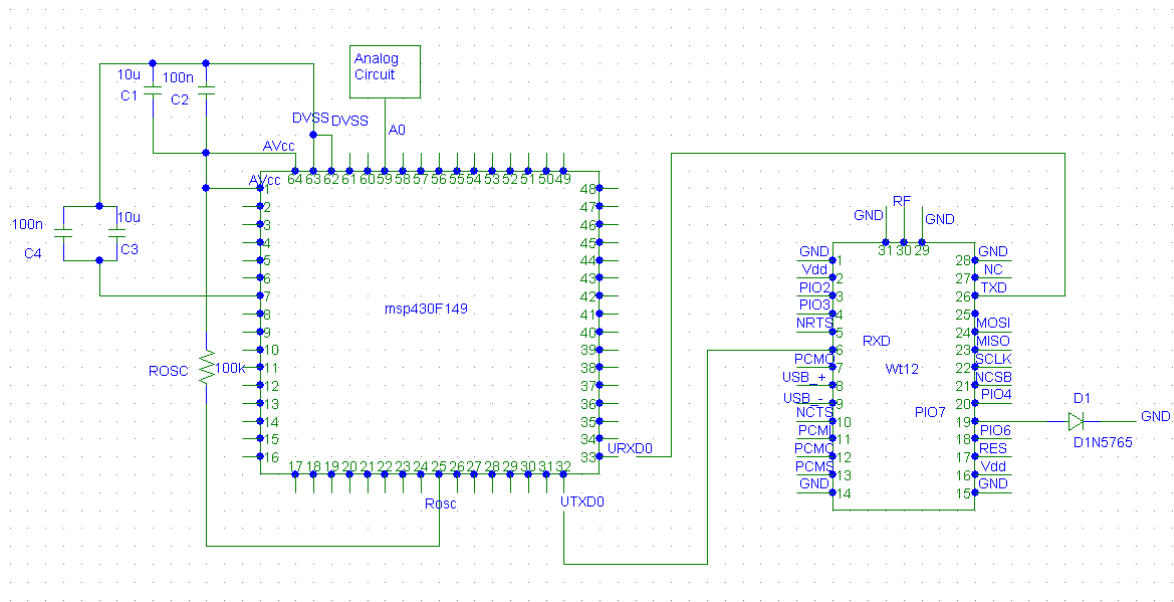 Analog
Circuit
10u
100n
C1
C2
DVSS
DVSS
A0
AVcc
AVcc
64
63
62
61
60
59
58
57
56
55
54
53
52
51
50
49
1
2
3
4
5
6
7
8
9
10
11
12
13
14
15
16
48
47
46
45
44
43
42
41
40
39
38
37
36
35
34
33
17
18
19
20
21
22
23
24
25
26
27
28
29
30
31
32
100n
10u
C4
C3
msp430F149
ROSC
100k
Rosc
URXD0
UTXD0
GND
RF
GND
31
30
29
GND
1
Vdd
2
PIO2
3
PIO3
4
NRTS
5
RXD
6
PCMO
7
USB_+
8
USB_-
9
NCTS
10
PCMI
11
PCMC
12
PCMS
13
GND
14
Wt12
28
GND
27
NC
26
TXD
25
24
MOSI
23
MISO
22
SCLK
21
NCSB
20
PIO4
PIO7
19
18
PIO6
17
RES
16
Vdd
15
GND
D1
D1N5765
GND